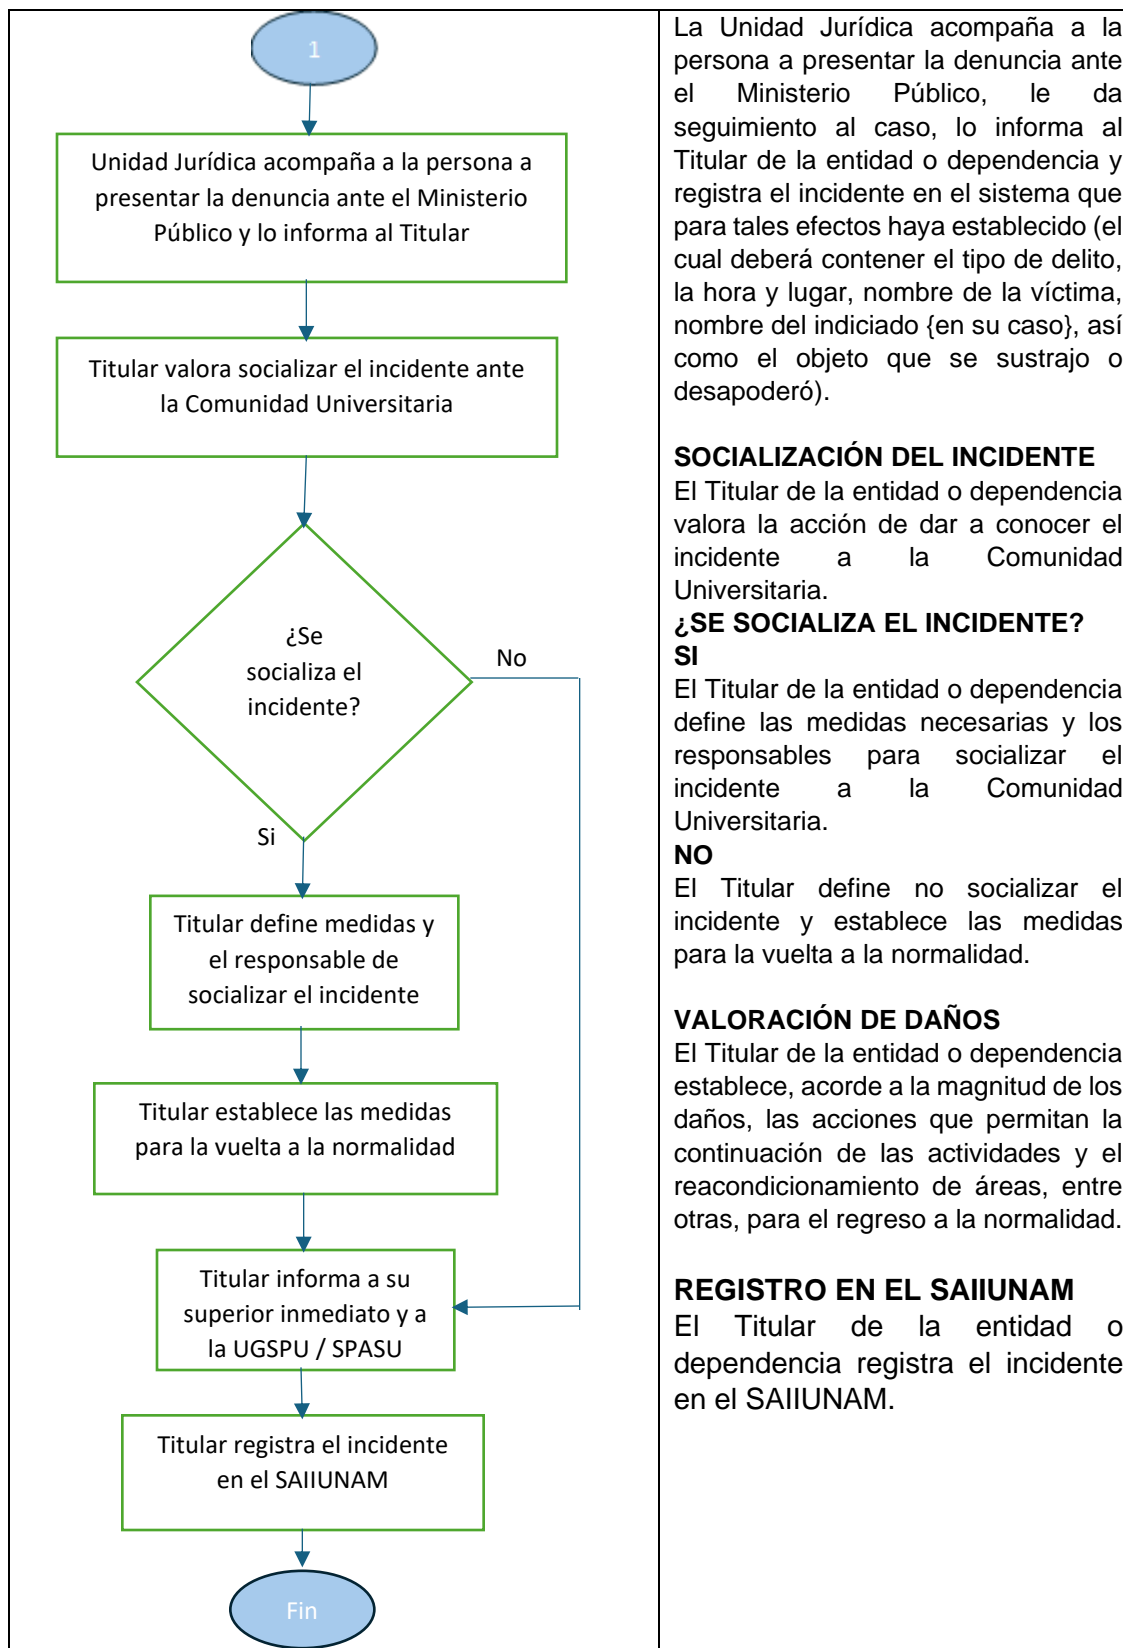 1
Unidad Jurídica acompaña a la persona a
presentar la denuncia ante el Ministerio
Público y lo informa al Titular
Titular valora socializar el incidente ante
la Comunidad Universitaria
¿Se
socializa el
incidente?
No
Si
Titular define medidas y
el responsable de
socializar el incidente
Titular establece las medidas
para la vuelta a la normalidad
Titular informa a su
superior inmediato y a
la UGSPU / SPASU
Titular registra el incidente
en el SAIIUNAM
Fin
La Unidad Jurídica acompaña a la
persona a presentar la denuncia ante
el Ministerio Público, le da
seguimiento al caso, lo informa al
Titular de la entidad o dependencia y
registra el incidente en el sistema que
para tales efectos haya establecido (el
cual deberá contener el tipo de delito,
la hora y lugar, nombre de la víctima,
nombre del indiciado {en su caso}, así
como el objeto que se sustrajo o
desapoderó).
SOCIALIZACIÓN DEL INCIDENTE
El Titular de la entidad o dependencia
valora la acción de dar a conocer el
incidente a la Comunidad
Universitaria.
¿SE SOCIALIZA EL INCIDENTE?
SI
El Titular de la entidad o dependencia
define las medidas necesarias y los
responsables para socializar el
incidente a la Comunidad
Universitaria.
NO
El Titular define no socializar el
incidente y establece las medidas
para la vuelta a la normalidad.
VALORACIÓN DE DAÑOS
El Titular de la entidad o dependencia
establece, acorde a la magnitud de los
daños, las acciones que permitan la
continuación de las actividades y el
reacondicionamiento de áreas, entre
otras, para el regreso a la normalidad.
REGISTRO EN EL SAIIUNAM
El Titular de la entidad o
dependencia registra el incidente
en el SAIIUNAM.